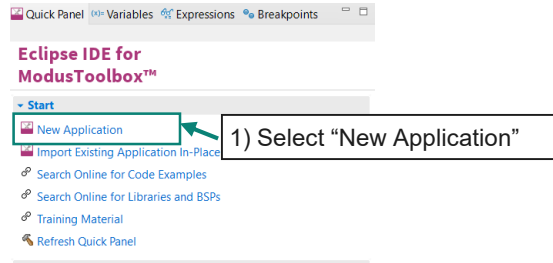 Quick Panel (x)= Variables Expressions Breakpoints
Eclipse IDE for
ModusToolbox™
Start
New Application
1) Select “New Application”
Import Existing Application In-Place
Search Online for Code Examples
Search Online for Libraries and BSPs
Training Material
Refresh Quick Panel